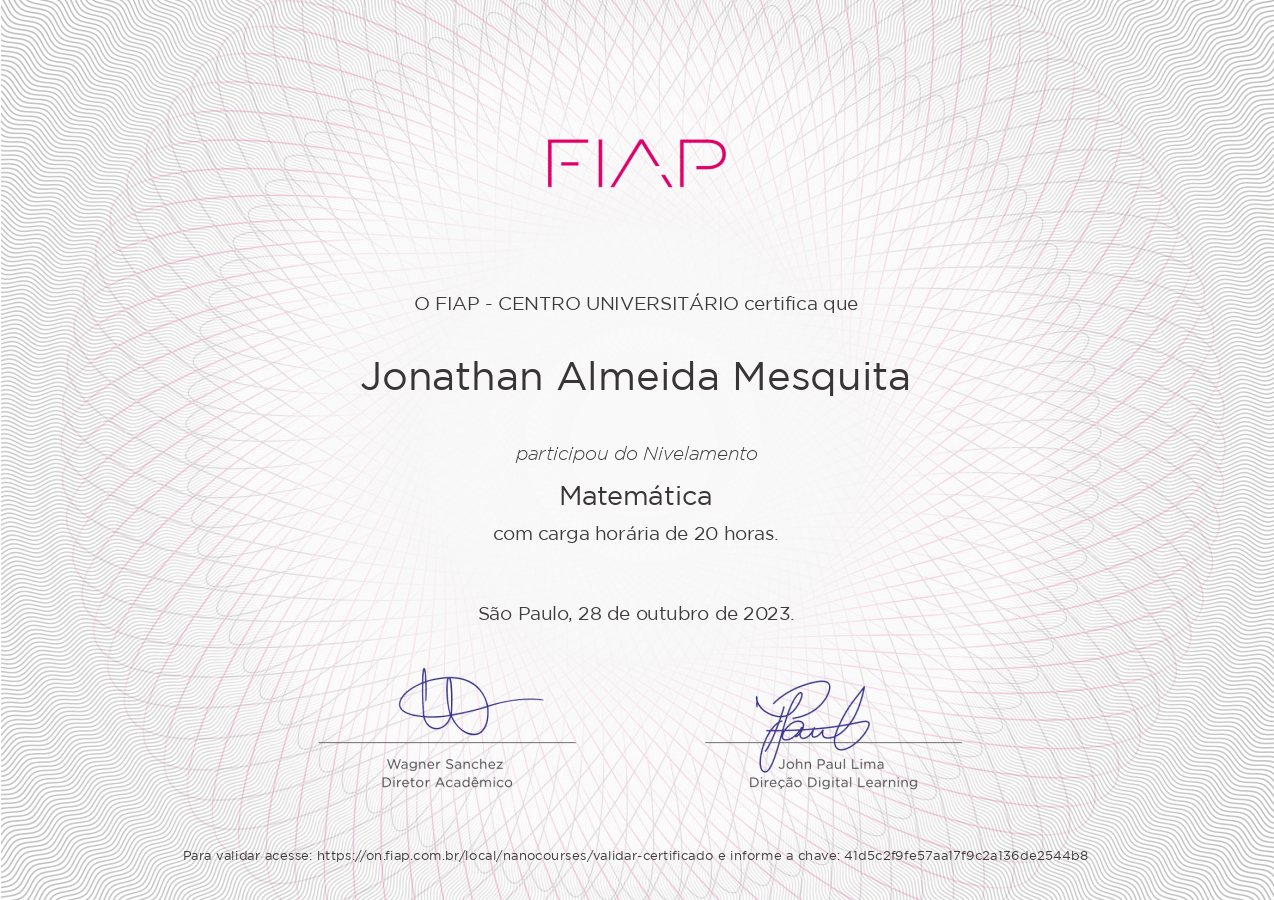 FIAP
O FIAP - CENTRO UNIVERSITÁRIO certifica que
Jonathan Almeida Mesquita
participou do Nivelamento
Matemática
com carga horária de 20 horas.
São Paulo, 28 de outubro de 2023.
Wagner Sanchez
Diretor Acadêmico
John Paul Lima
Direção Digital Learning
Para validar acesse: https://on.fiap.com.br/local/nanocourses/validar-certificado e informe a chave: 41d5c2f9fe57aa17f9c2a136de2544b8